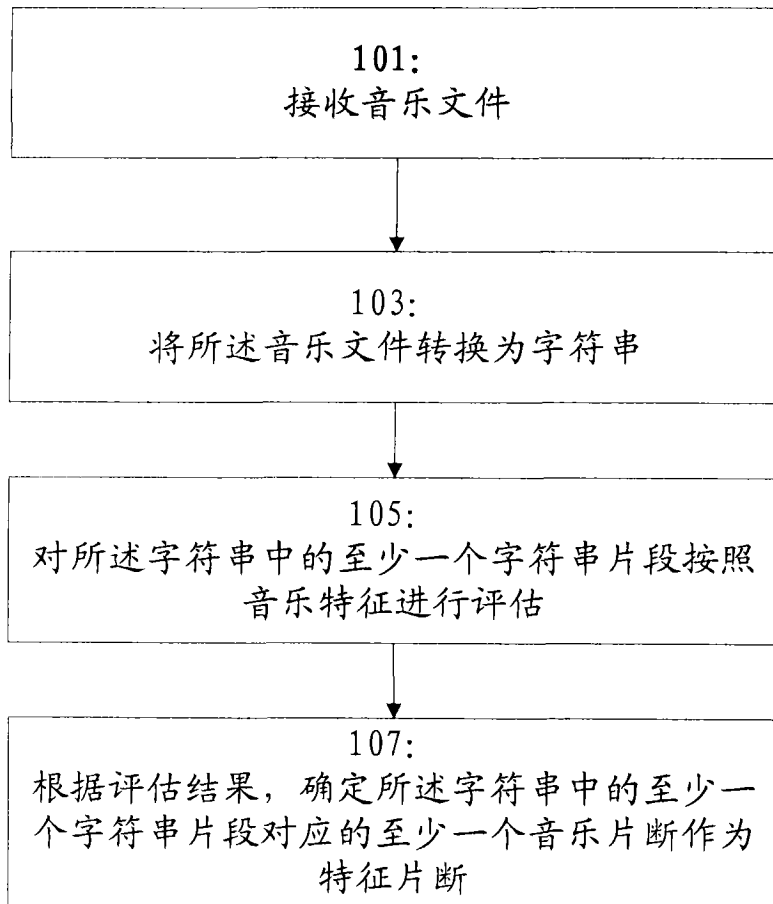 101:
接收音乐文件
103:
将所述音乐文件转换为字符串
105:
对所述字符串中的至少一个字符串片段按照
音乐特征进行评估
107:
根据评估结果，确定所述字符串中的至少一
个字符串片段对应的至少一个音乐片断作为
特征片断